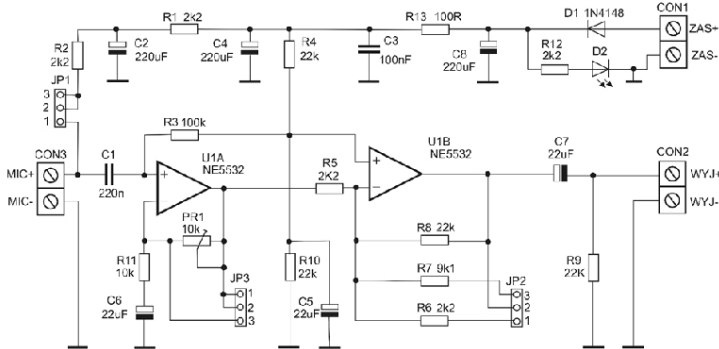 CON1
R1 2k2
R13 100R
D1 1N4148
ZAS+
R2
2k2
C2
220uF
C4
220uF
R4
22k
C3
100nF
C8
220uF
R12
2k2
D2
ZAS-
JP1
3
2
1
R3 100k
CON3
C1
220n
U1A
NE5532
R5
2K2
U1B
NE5532
C7
22uF
CON2
MIC+
MIC-
+
+
−
WYJ+
WYJ-
PR1
10k
R8 22k
R11
10k
R10
22k
R7 9k1
R9
22K
JP3
1
2
3
JP2
3
2
1
C6
22uF
C5
22uF
R6 2k2